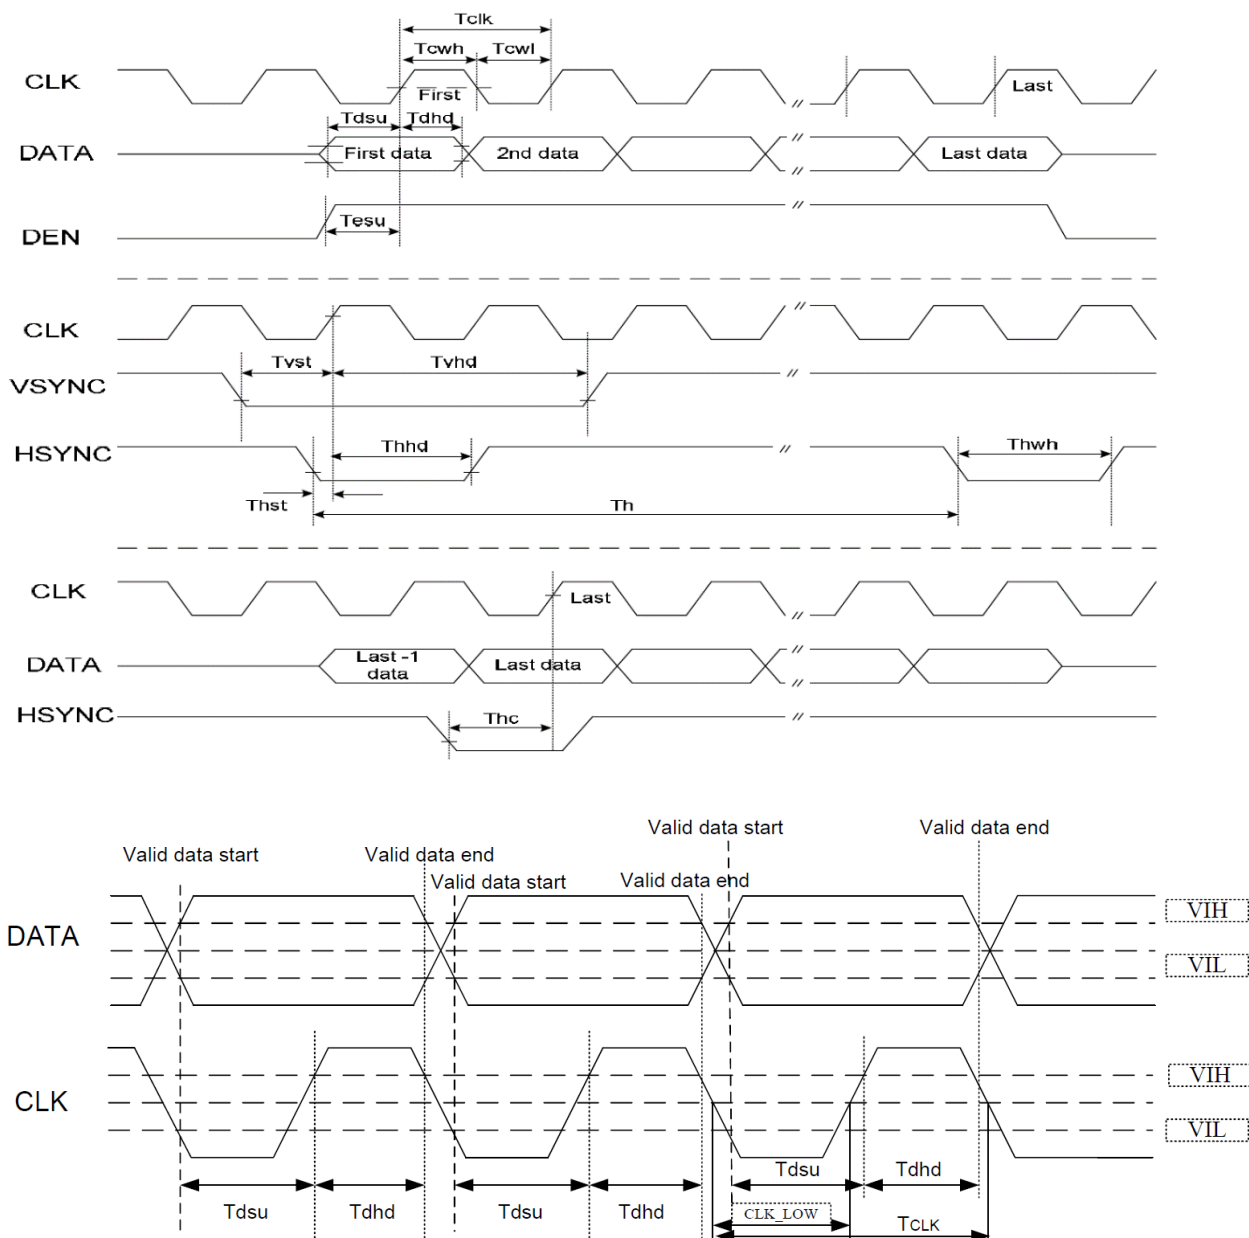 Tclk
Tcwh Tcwl
CLK
First
Last
Tdsu Tdhd
DATA
First data
2nd data
Last data
Tesu
DEN
CLK
Tvst
Tvhd
VSYNC
HSYNC
Thhd
Thwh
Thst
Th
CLK
Last
DATA
Last -1
data
Last data
HSYNC
Thc
Valid data start
Valid data end
Valid data start
Valid data end
Valid data start
Valid data end
DATA
VIH
VIL
CLK
VIH
VIL
Tdsu
Tdhd
Tdsu
Tdhd
Tdsu
Tdhd
CLK_LOW
TCLK